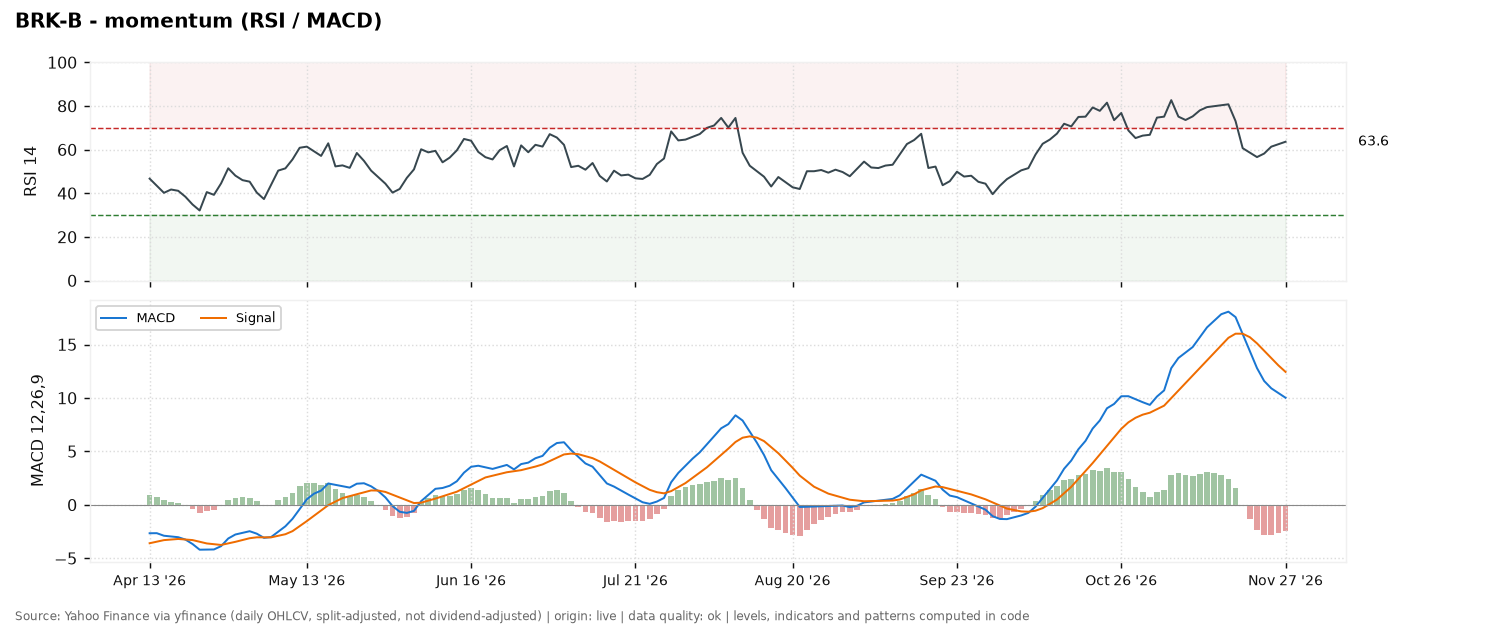 BRK-B - momentum (RSI / MACD)
100
80
60
40
20
0
RSI 14
63.6
MACD
Signal
15
10
5
0
−5
MACD 12,26,9
Apr 13 '26
May 13 '26
Jun 16 '26
Jul 21 '26
Aug 20 '26
Sep 23 '26
Oct 26 '26
Nov 27 '26
Source: Yahoo Finance via yfinance (daily OHLCV, split-adjusted, not dividend-adjusted) | origin: live | data quality: ok | levels, indicators and patterns computed in code